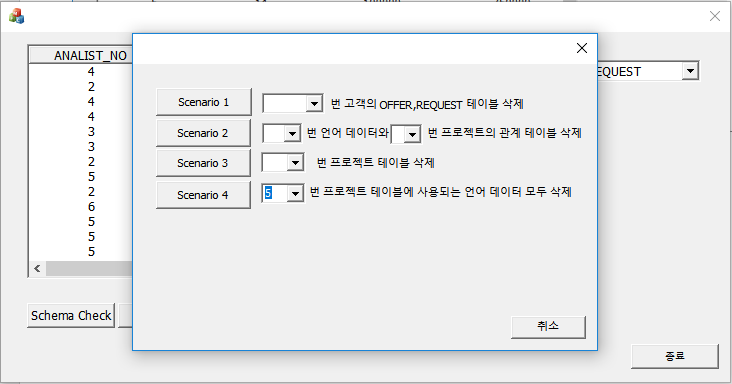 ANALIST_NO
4
2
4
4
3
3
2
5
2
6
5
5
5
EQUEST
Scenario 1 번 고객의 OFFER,REQUEST 테이블 삭제
Scenario 2 번 언어 데이터와 번 프로젝트의 관계 테이블 삭제
Scenario 3 번 프로젝트 테이블 삭제
Scenario 4 5 번 프로젝트 테이블에 사용되는 언어 데이터 모두 삭제
취소
Schema Check
종료